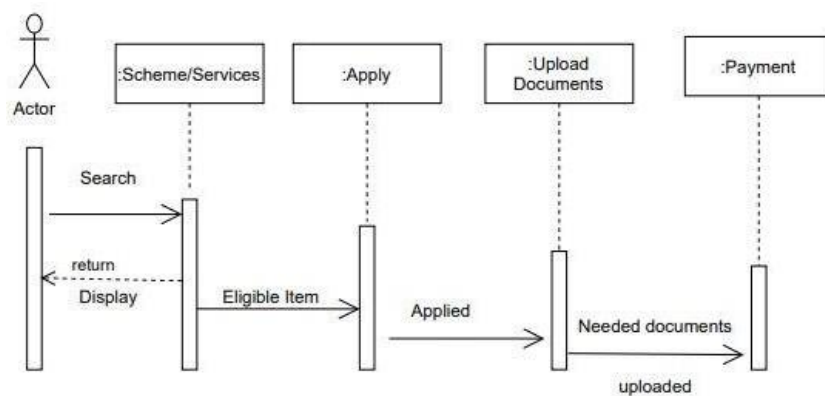 Actor
:Scheme/Services
:Apply
:Upload
Documents
:Payment
Search
return
Display
Eligible Item
Applied
Needed documents
uploaded